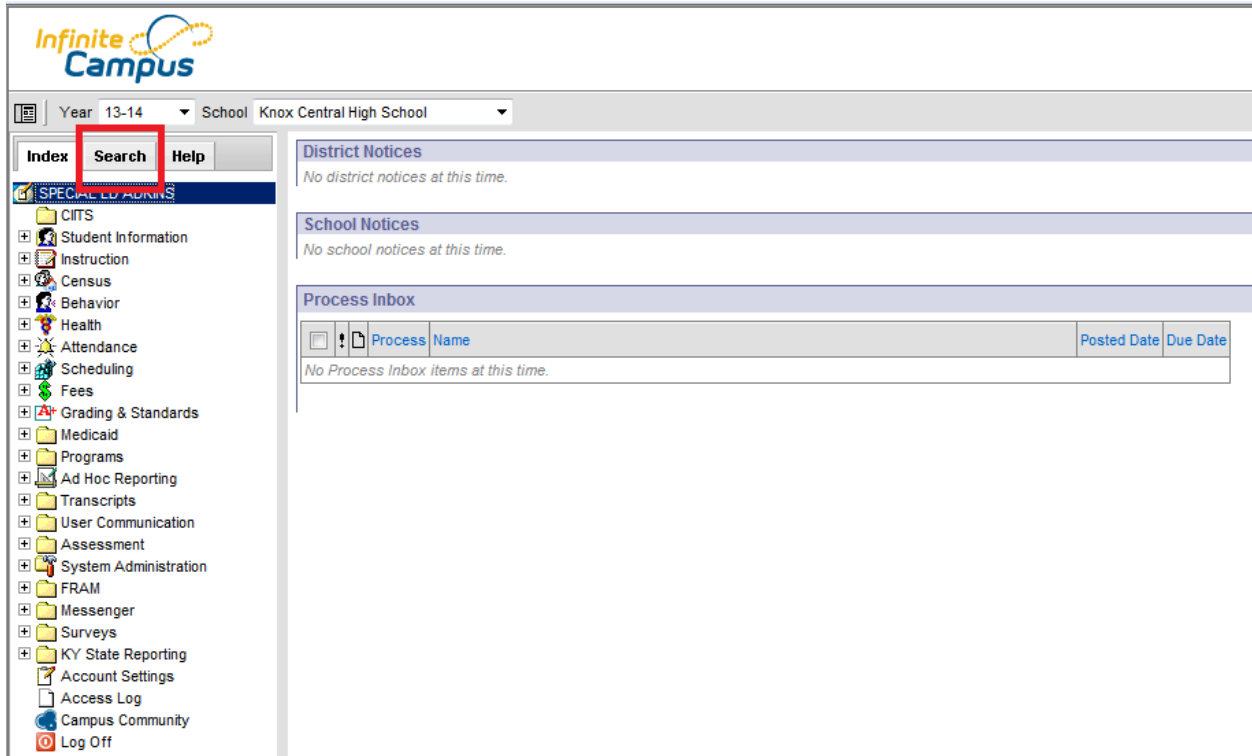 Infinite
Campus
Year 13-14 School Knox Central High School
Index Search Help
SPECIAL ED ADKINS
CIITS
Student Information
Instruction
Census
Behavior
Health
Attendance
Scheduling
Fees
Grading & Standards
Medicaid
Programs
Ad Hoc Reporting
Transcripts
User Communication
Assessment
System Administration
FRAM
Messenger
Surveys
KY State Reporting
Account Settings
Access Log
Campus Community
Log Off
District Notices
No district notices at this time.
School Notices
No school notices at this time.
Process Inbox
! Process Name Posted Date Due Date
No Process Inbox items at this time.